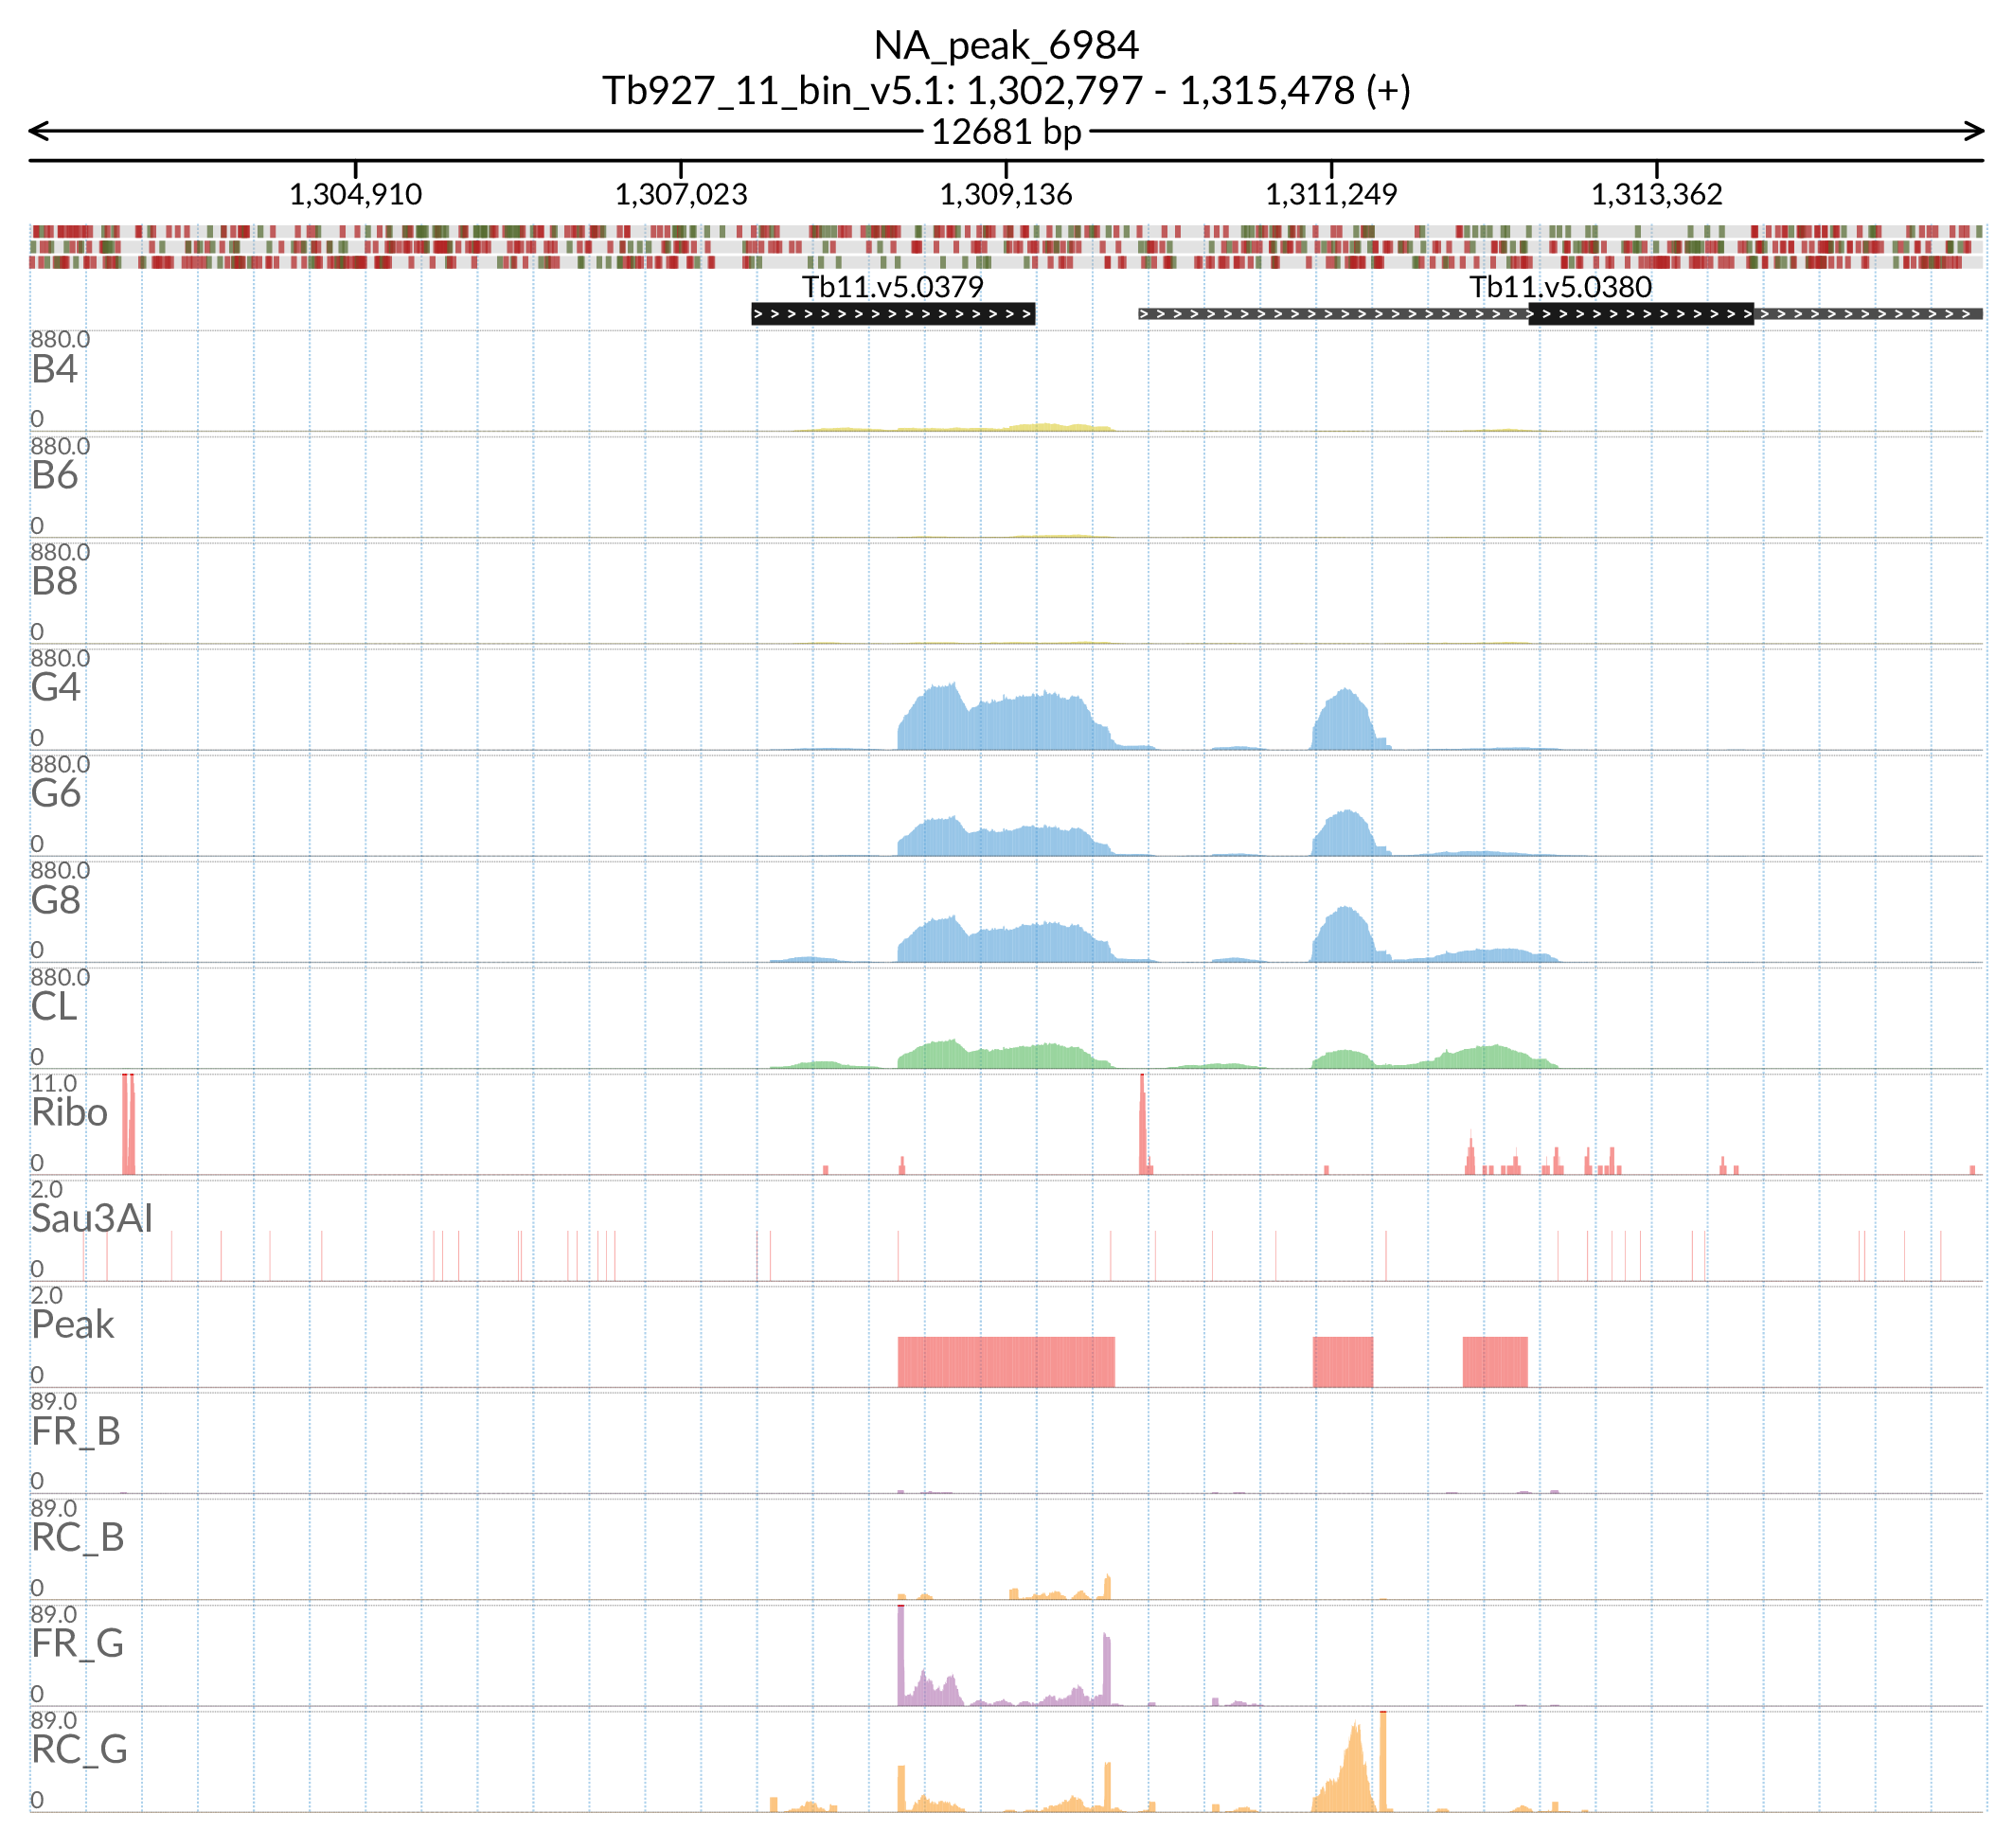 NA_peak_6984
Tb927_11_bin_v5.1: 1,302,797 - 1,315,478 (+)
12681 bp
1,304,910 1,307,023 1,309,136 1,311,249 1,313,362
Tb11.v5.0379 Tb11.v5.0380
880.0
B4
0
880.0
B6
0
880.0
B8
0
880.0
G4
0
880.0
G6
0
880.0
G8
0
880.0
CL
0
11.0
Ribo
0
2.0
Sau3AI
0
2.0
Peak
0
89.0
FR_B
0
89.0
RC_B
0
89.0
FR_G
0
89.0
RC_G
0